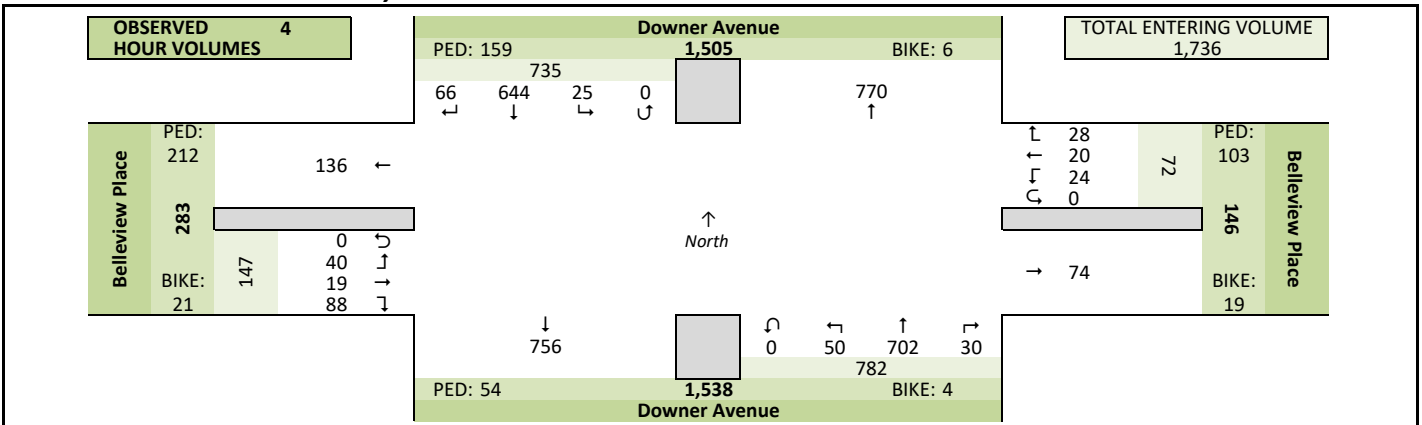 OBSERVED 4
HOUR VOLUMES
Downer Avenue
PED: 159 1,505 BIKE: 6
735
66 644 25 0
↵ ↓ ↳ ↺
770
↑
TOTAL ENTERING VOLUME
1,736
Belleview Place
PED:
212
283
BIKE:
21
136 ←
147
0 ⮌
40 ↰
19 →
88 ↴
↑
North
↱ 28
← 20
↲ 24
⮎ 0
72
PED:
103
146
BIKE:
19
Belleview Place
→ 74
↓
756
↶ ↰ ↑ ↱
0 50 702 30
782
PED: 54 1,538 BIKE: 4
Downer Avenue